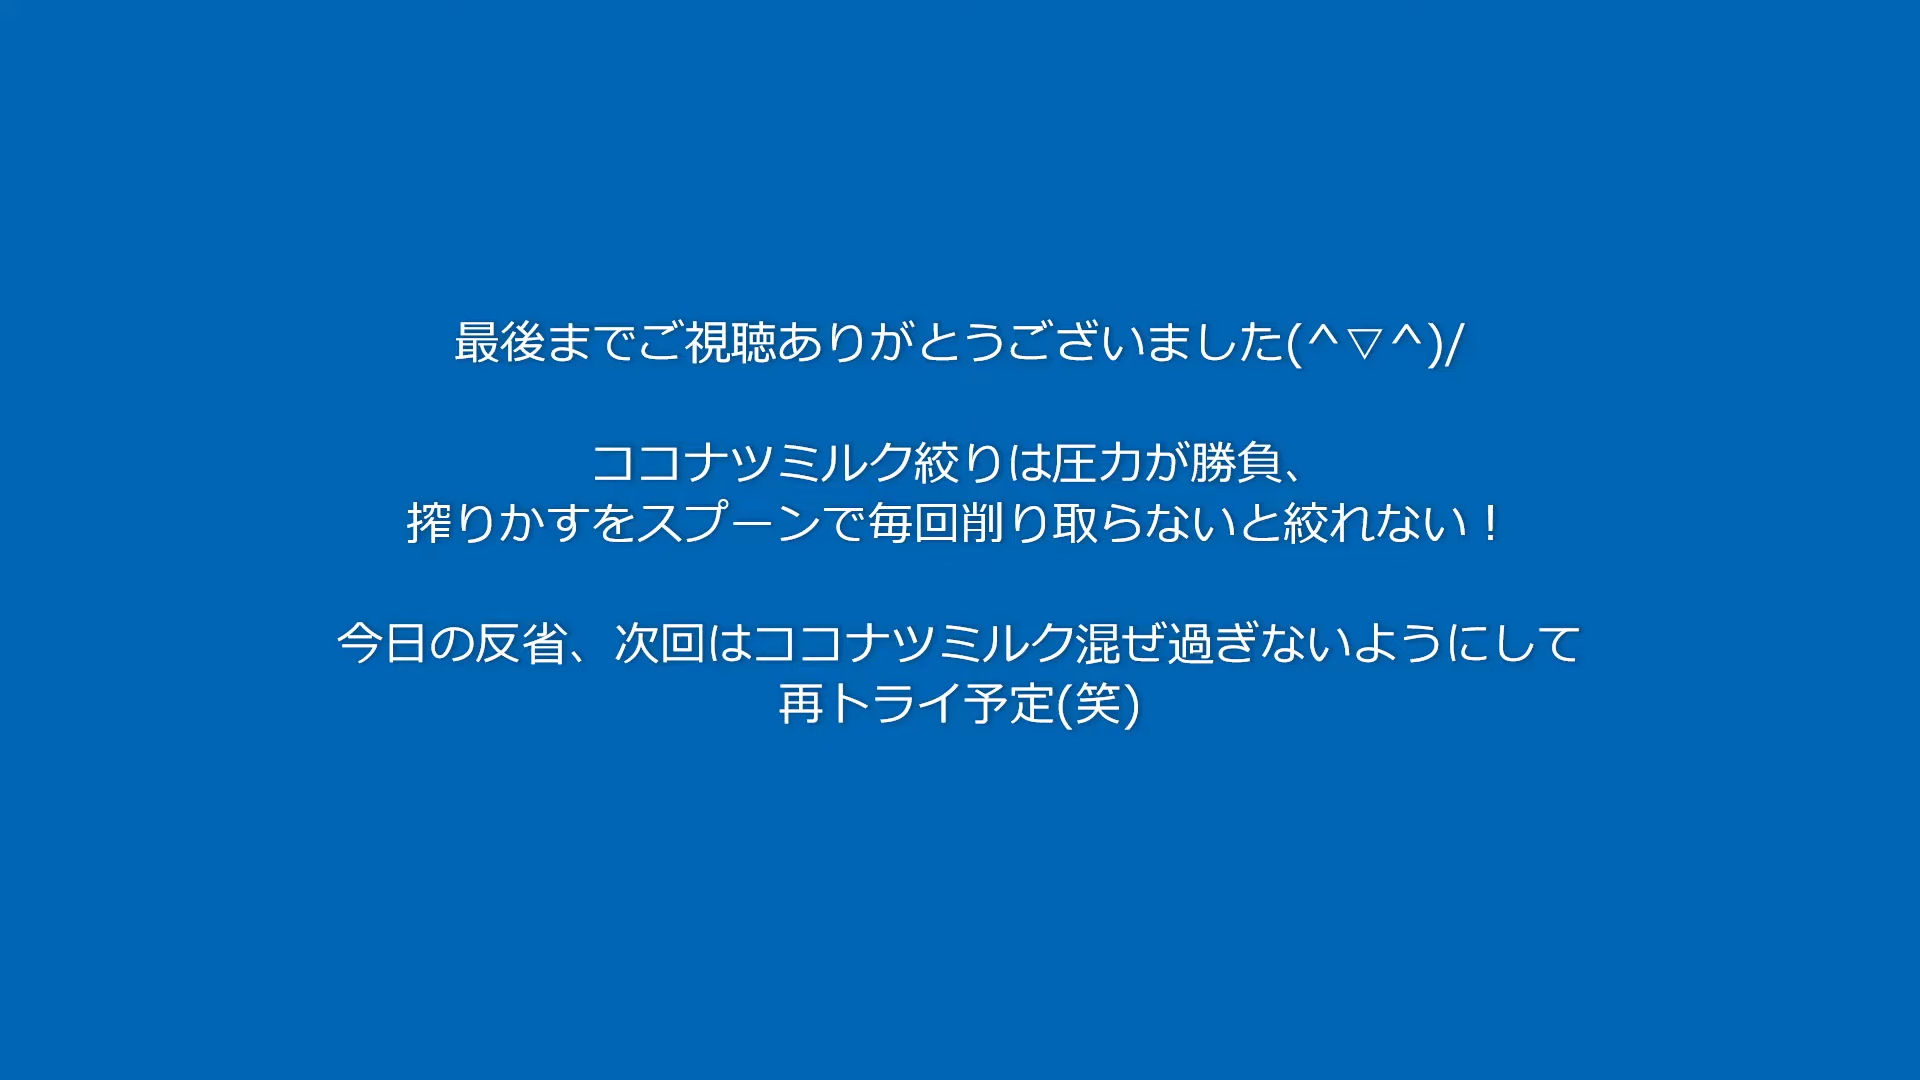 最後までご視聴ありがとうございました(^▽^)/
ココナツミルク絞りは圧力が勝負、
搾りかすをスプーンで毎回削り取らないと絞れない！
今日の反省、次回はココナツミルク混ぜ過ぎないようにして
再トライ予定(笑)